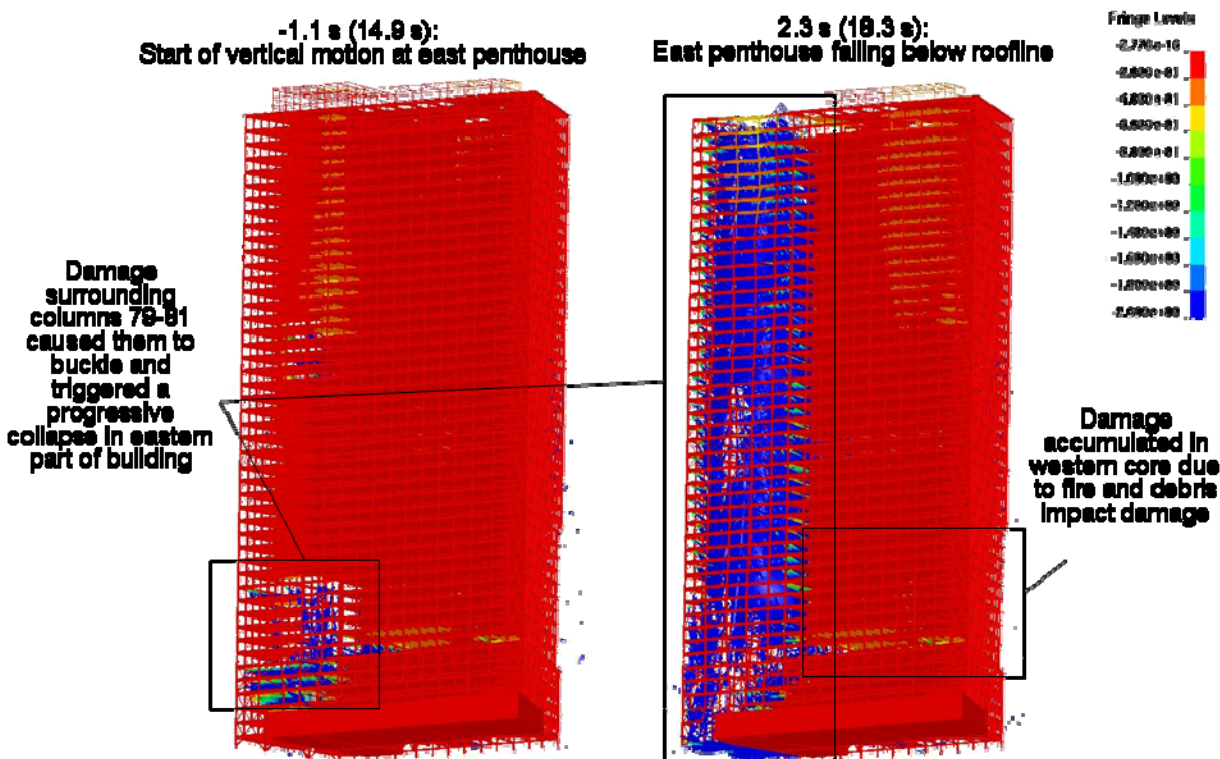 -1.1 s (14.9 s):
Start of vertical motion at east penthouse
2.3 s (18.3 s):
East penthouse falling below roofline
Fringe Levels
Damage
surrounding
columns 79-81
caused them to
buckle and
triggered a
progressive
collapse in eastern
part of building
Damage
accumulated in
western core due
to fire and debris
impact damage